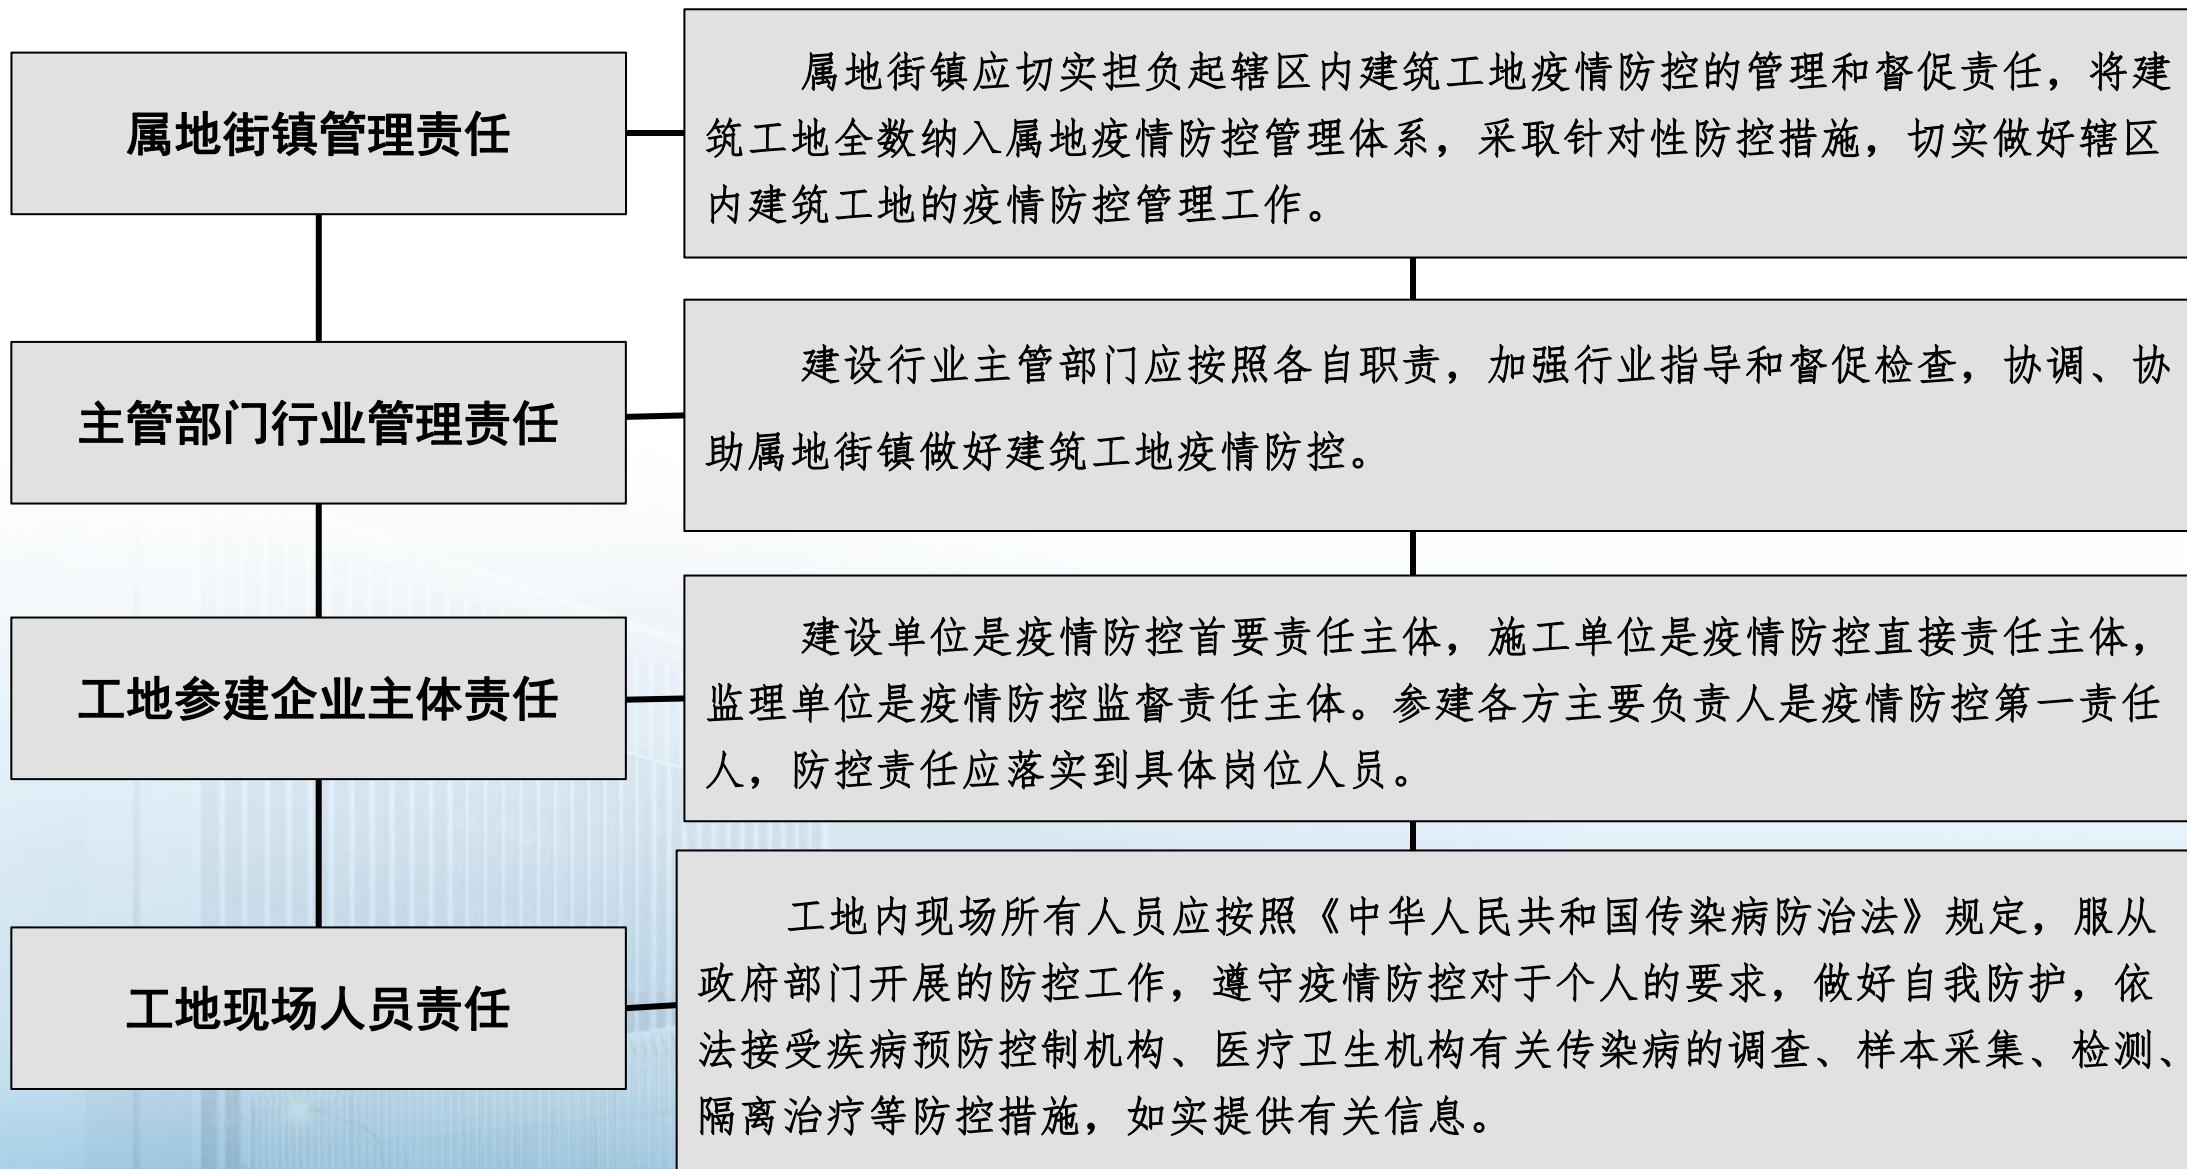 属地街镇管理责任
属地街镇应切实担负起辖区内建筑工地疫情防控的管理和督促责任，将建
筑工地全数纳入属地疫情防控管理体系，采取针对性防控措施，切实做好辖区
内建筑工地的疫情防控管理工作。
主管部门行业管理责任
建设行业主管部门应按照各自职责，加强行业指导和督促检查，协调、协
助属地街镇做好建筑工地疫情防控。
工地参建企业主体责任
建设单位是疫情防控首要责任主体，施工单位是疫情防控直接责任主体，
监理单位是疫情防控监督责任主体。参建各方主要负责人是疫情防控第一责任
人，防控责任应落实到具体岗位人员。
工地现场人员责任
工地内现场所有人员应按照《中华人民共和国传染病防治法》规定，服从
政府部门开展的防控工作，遵守疫情防控对于个人的要求，做好自我防护，依
法接受疾病预防控制机构、医疗卫生机构有关传染病的调查、样本采集、检测、
隔离治疗等防控措施，如实提供有关信息。